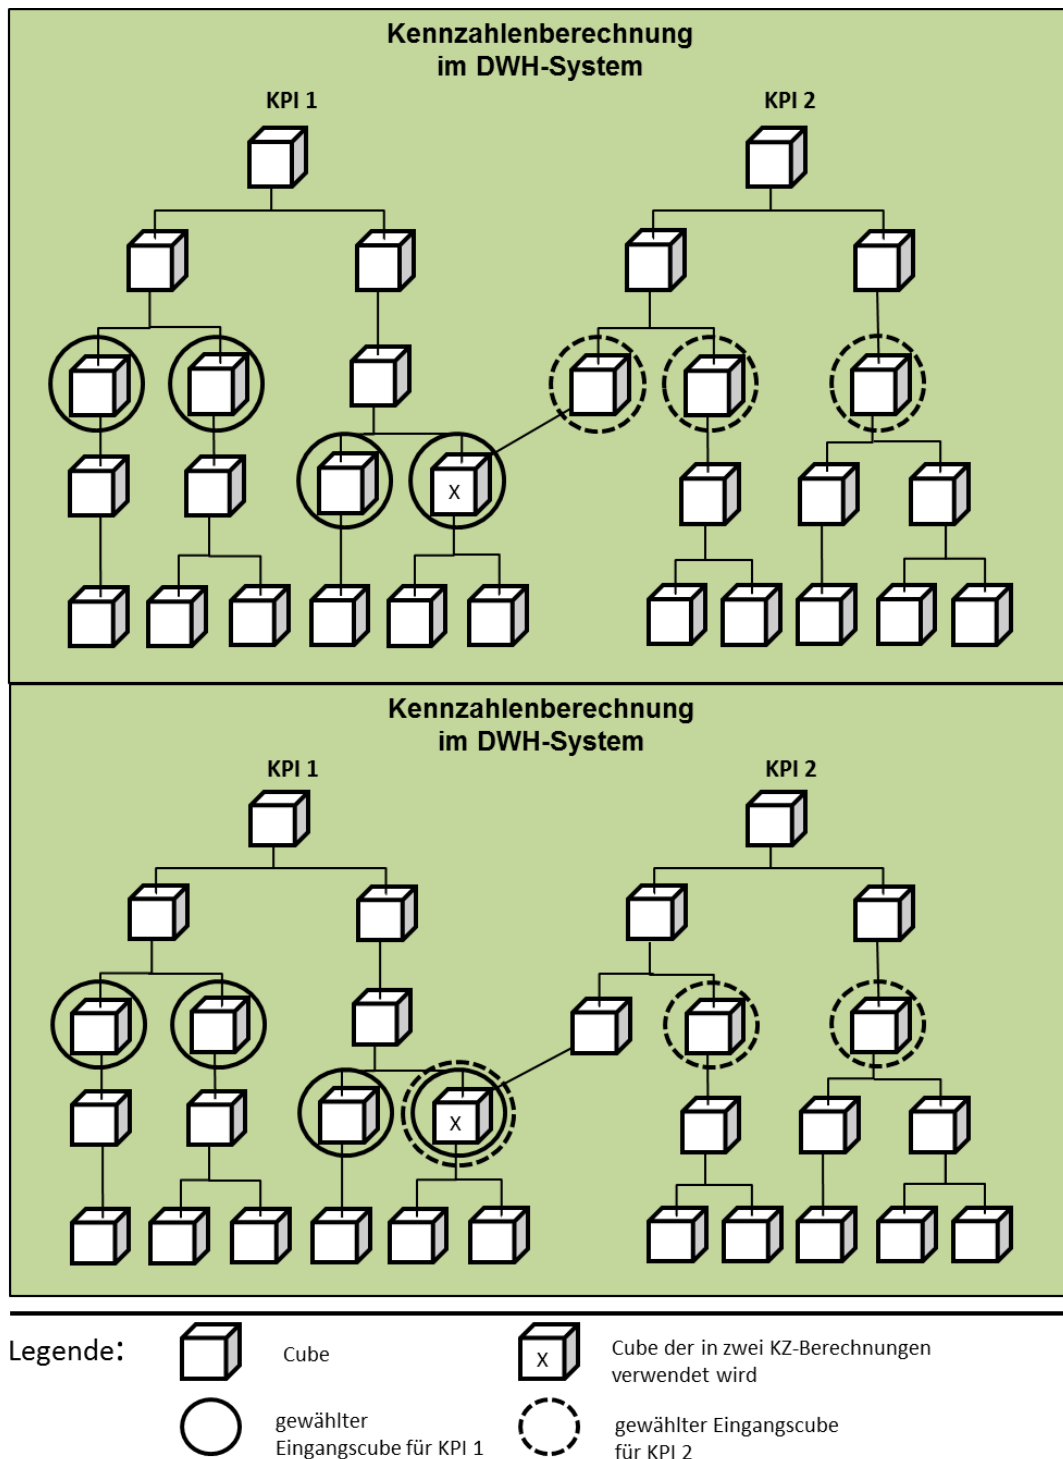 Kennzahlenberechnung
im DWH-System
KPI 1
KPI 2
X
Kennzahlenberechnung
im DWH-System
KPI 1
KPI 2
X
Legende:
Cube
X
Cube der in zwei KZ-Berechnungen
verwendet wird
gewählter
Eingangscube für KPI 1
gewählter Eingangscube
für KPI 2